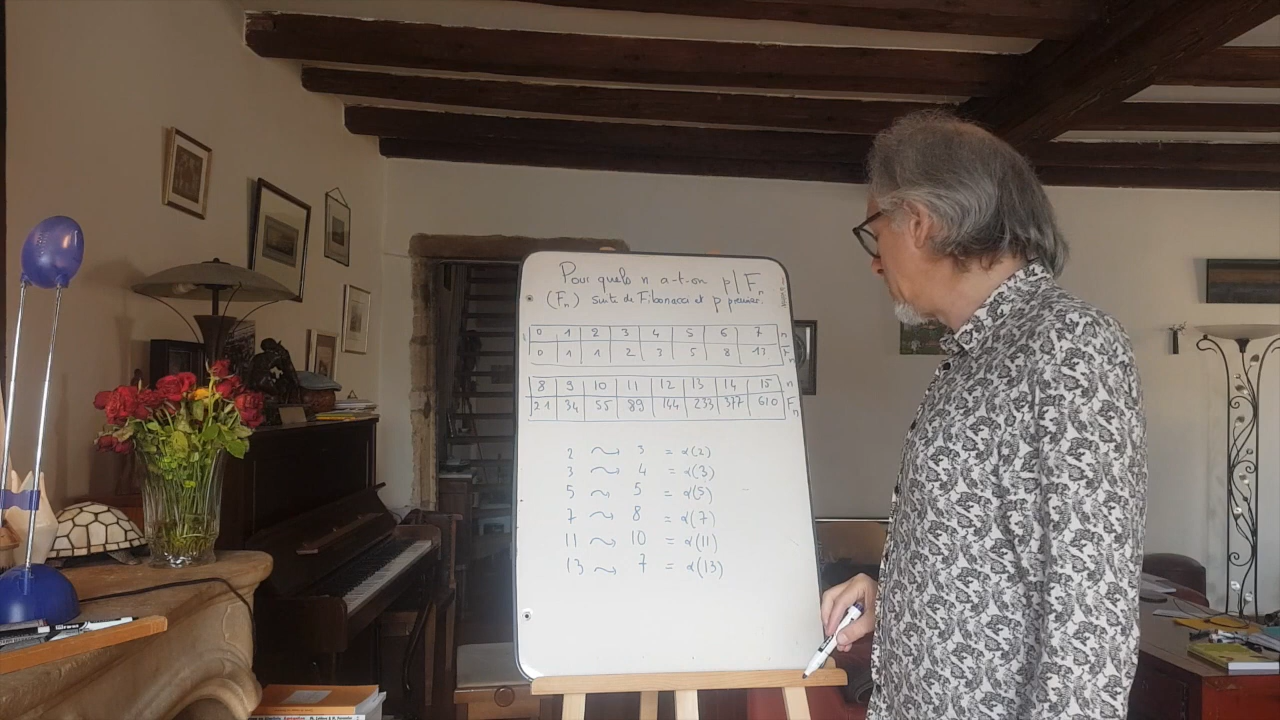 Pour quels n a-t-on p|Fₙ
(Fₙ) suite de Fibonacci et p premier.
0 1 2 3 4 5 6 7 n
0 1 1 2 3 5 8 13 Fₙ
8 9 10 11 12 13 14 15 n
21 34 55 89 144 233 377 610 Fₙ
2 ⤳ 3 = α(2)
3 ⤳ 4 = α(3)
5 ⤳ 5 = α(5)
7 ⤳ 8 = α(7)
11 ⤳ 10 = α(11)
13 ⤳ 7 = α(13)